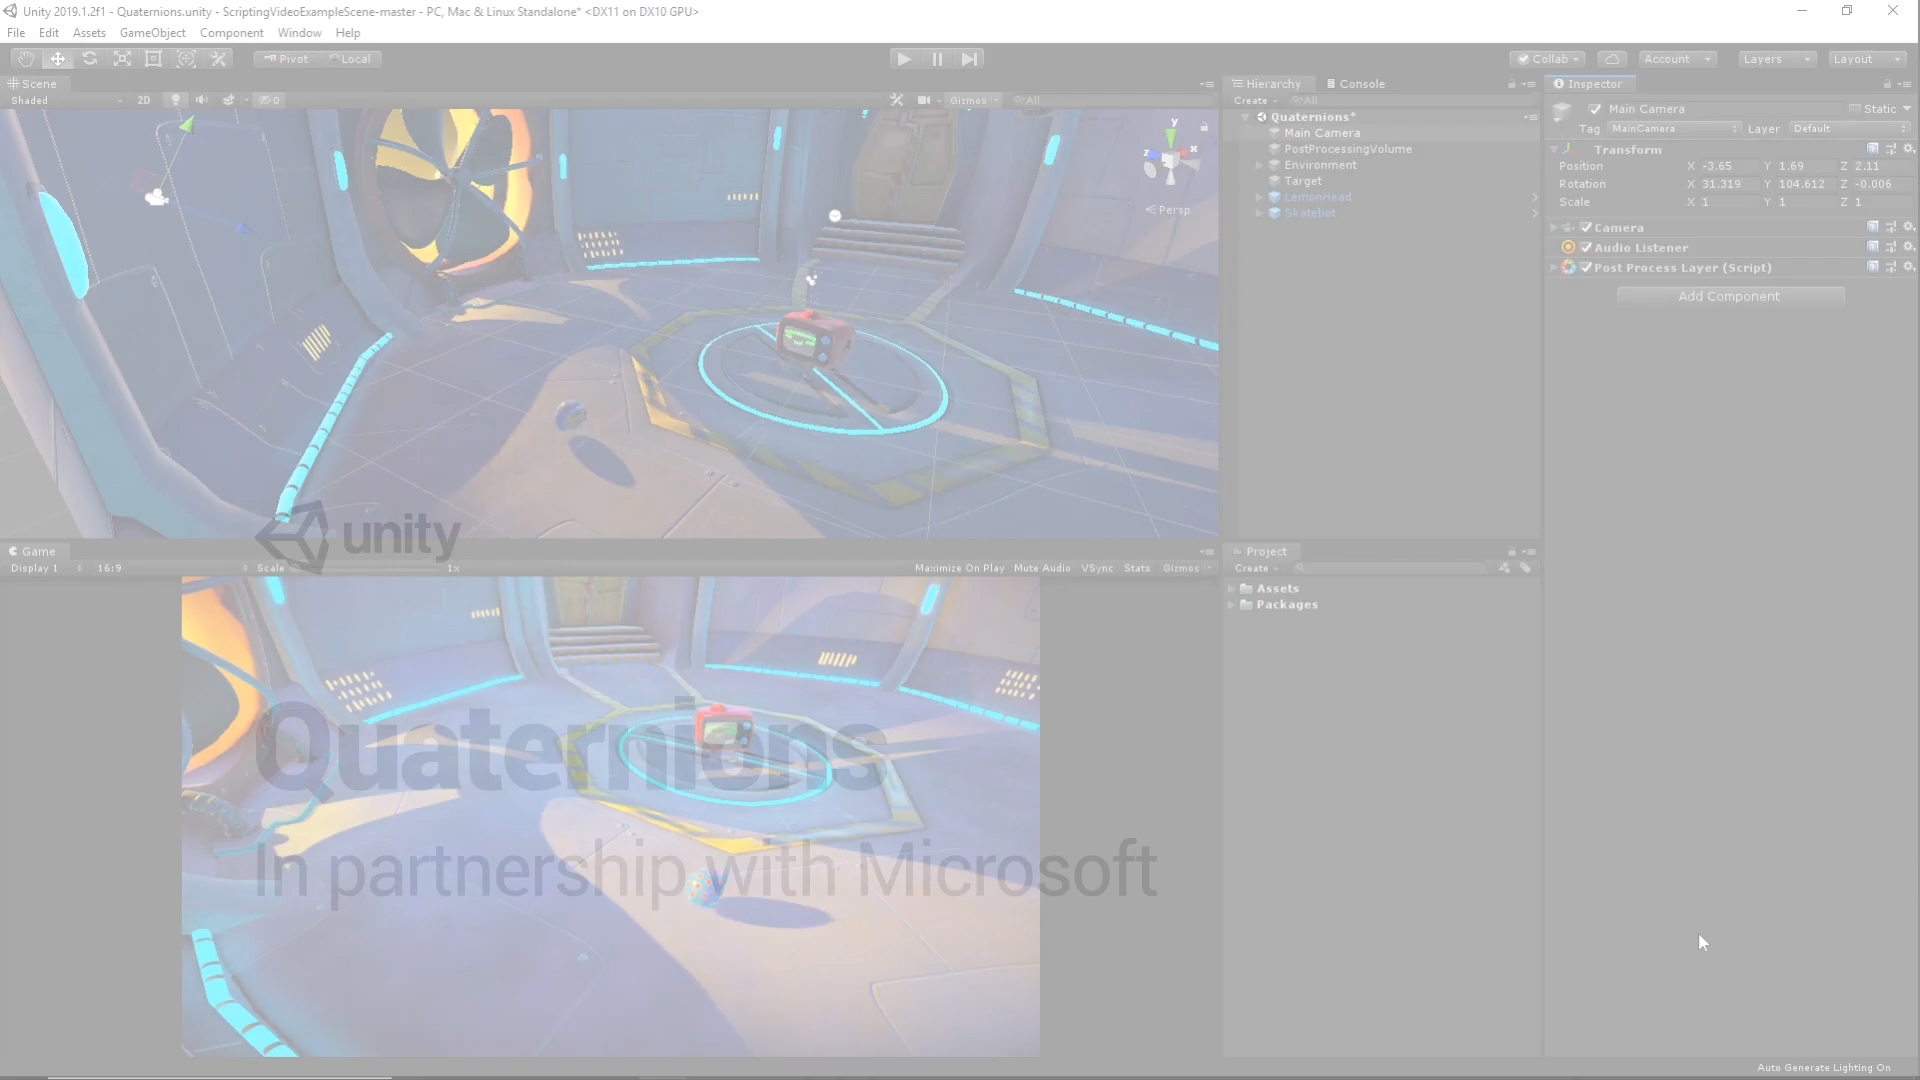 Unity 2019.1.2f1 - Quaternions.unity - ScriptingVideoExampleScene-master - PC, Mac & Linux Standalone* <DX11 on DX10 GPU>
File Edit Assets GameObject Component Window Help
Pivot Local Collab Account Layers Layout
Scene
Shaded 2D 0 Gizmos All
y
x
z
Persp
Hierarchy Console
Create All
Quaternions*
Main Camera
PostProcessingVolume
Environment
Target
LemonHead
Skatebot
Inspector
Main Camera Static
Tag MainCamera Layer Default
Transform
Position X -3.65 Y 1.69 Z 2.11
Rotation X 31.319 Y 104.612 Z -0.006
Scale X 1 Y 1 Z 1
Camera
Audio Listener
Post Process Layer (Script)
Add Component
unity
Game
Display 1 16:9 Scale 1x Maximize On Play Mute Audio VSync Stats Gizmos
Quaternions
In partnership with Microsoft
Project
Create
Assets
Packages
Auto Generate Lighting On